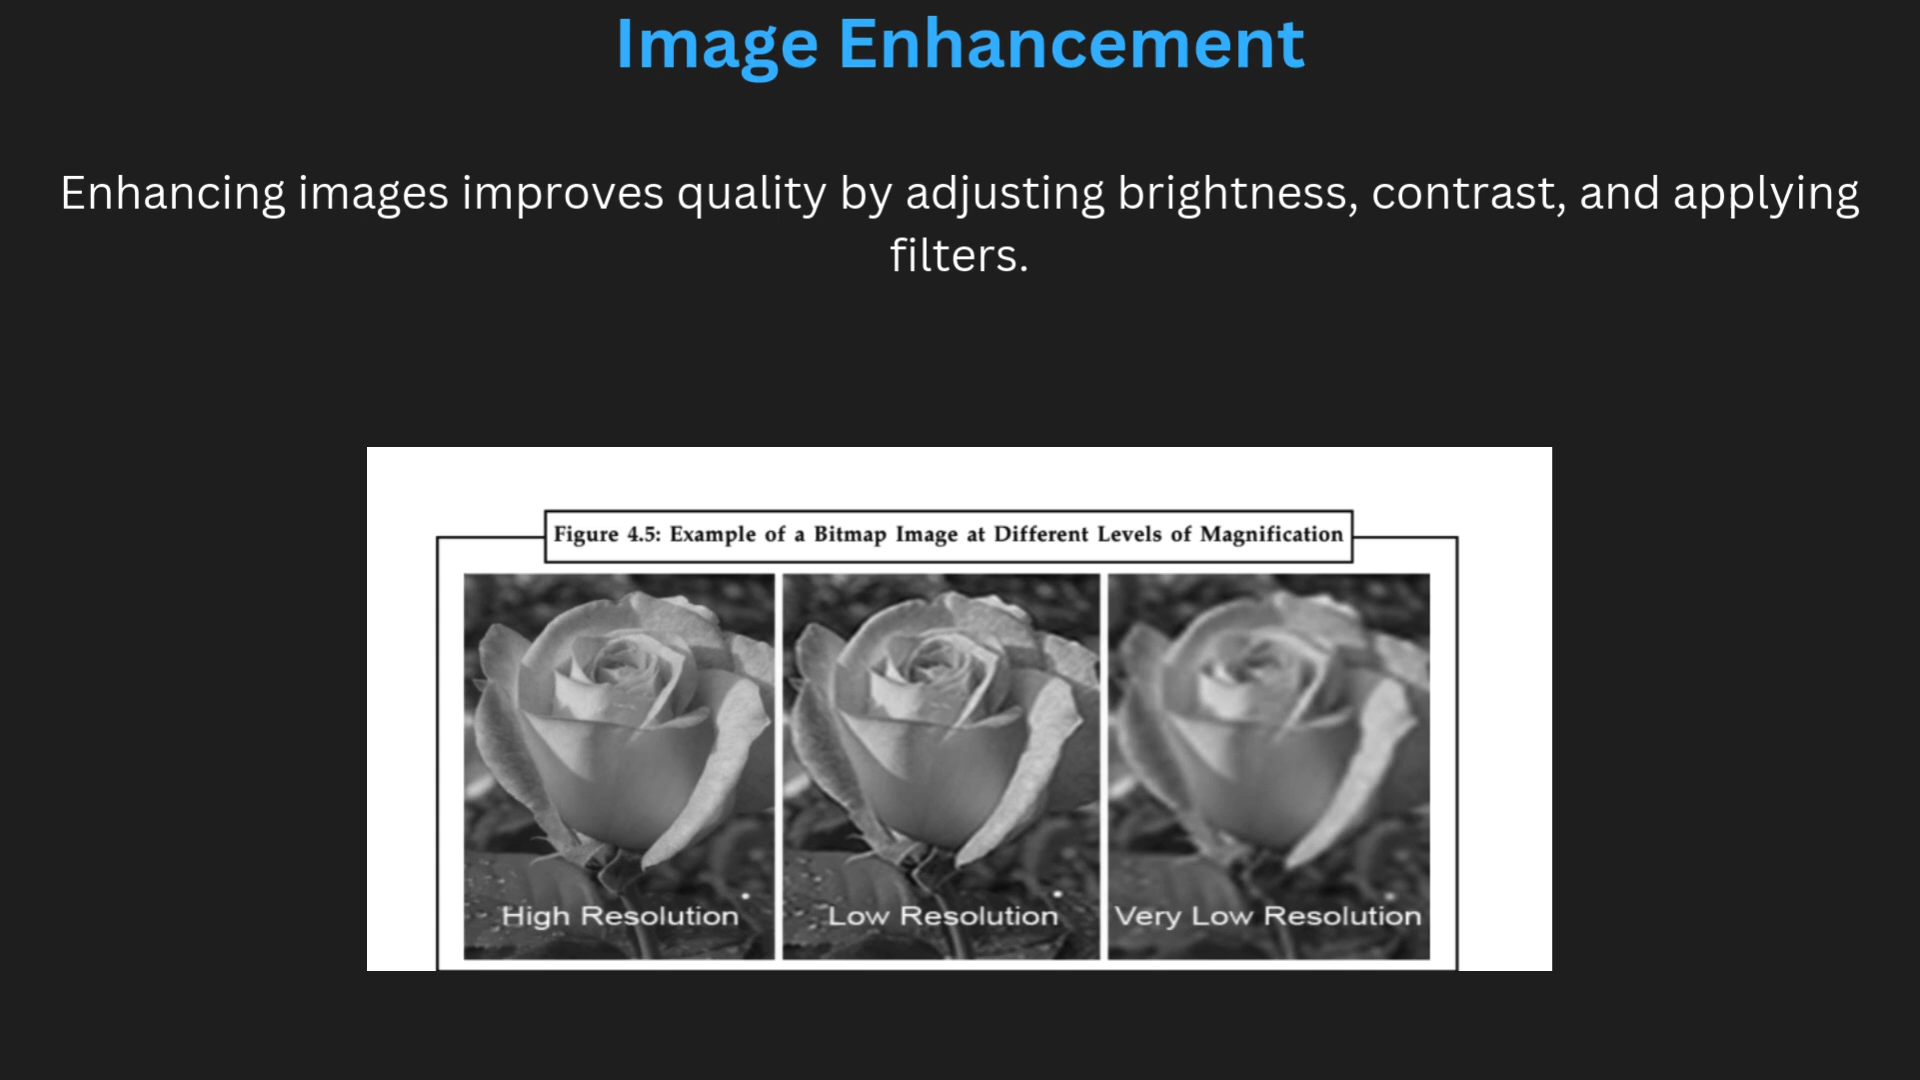 Image Enhancement
Enhancing images improves quality by adjusting brightness, contrast, and applying
filters.
Figure 4.5: Example of a Bitmap Image at Different Levels of Magnification
High Resolution
Low Resolution
Very Low Resolution